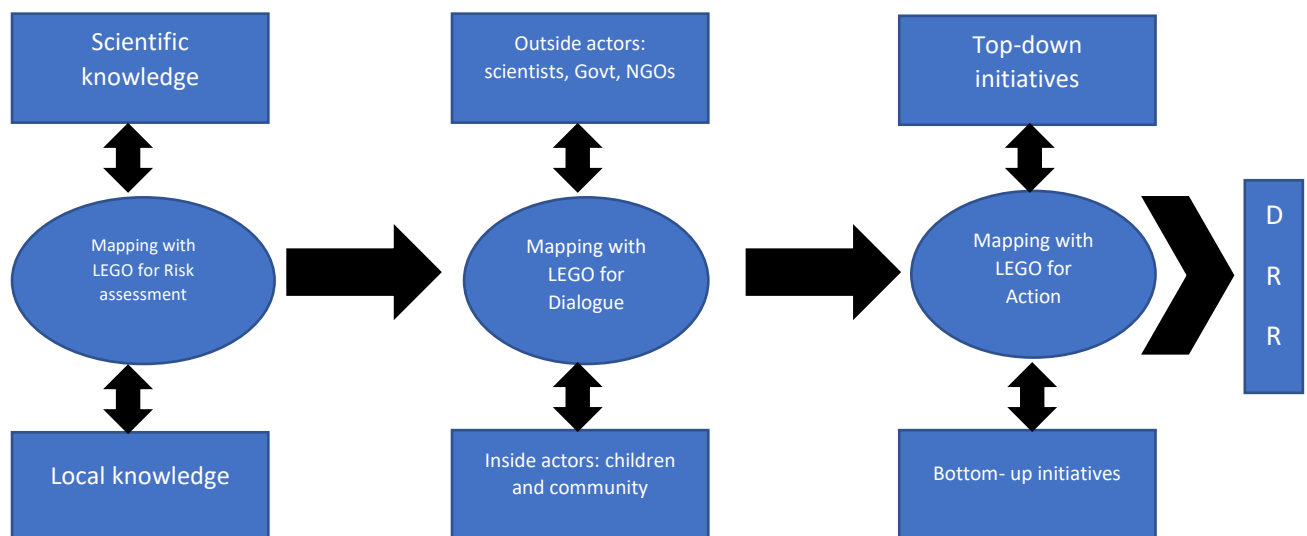 Scientific
knowledge
Outside actors:
scientists, Govt, NGOs
Top-down
initiatives
Mapping with
LEGO for Risk
assessment
Mapping with
LEGO for
Dialogue
Mapping with
LEGO for
Action
D
R
R
Local knowledge
Inside actors: children
and community
Bottom- up initiatives